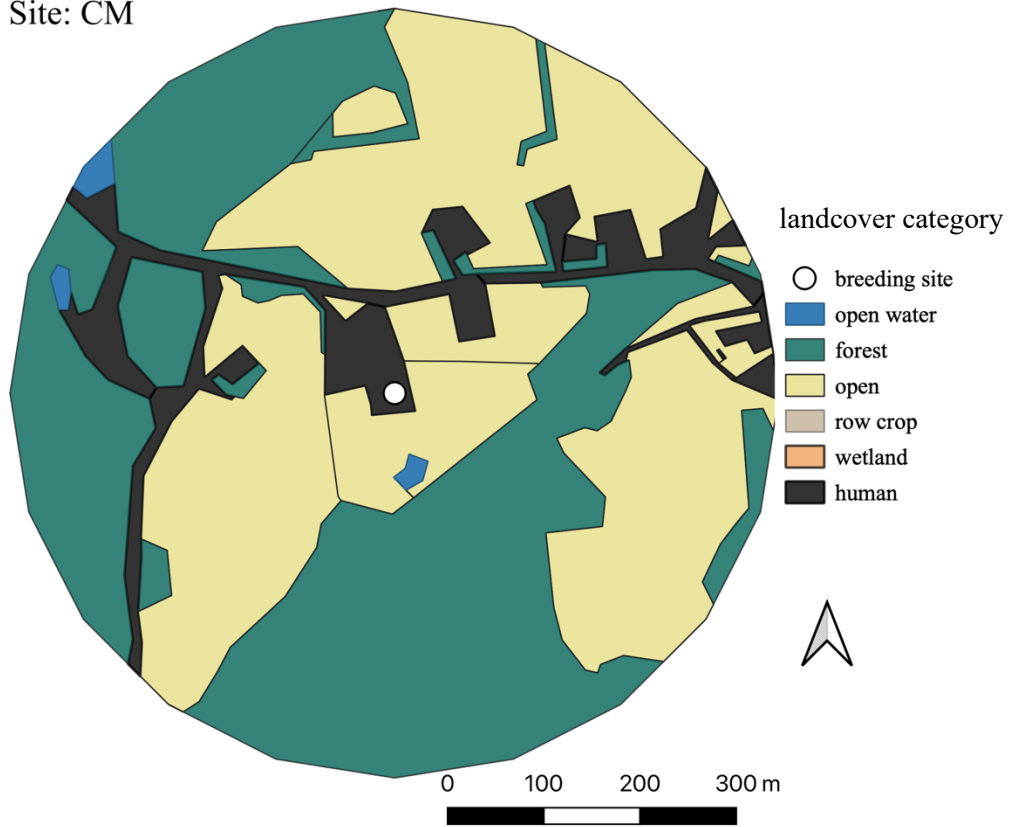 Site: CM
landcover category
breeding site
open water
forest
open
row crop
wetland
human
0 100 200 300 m